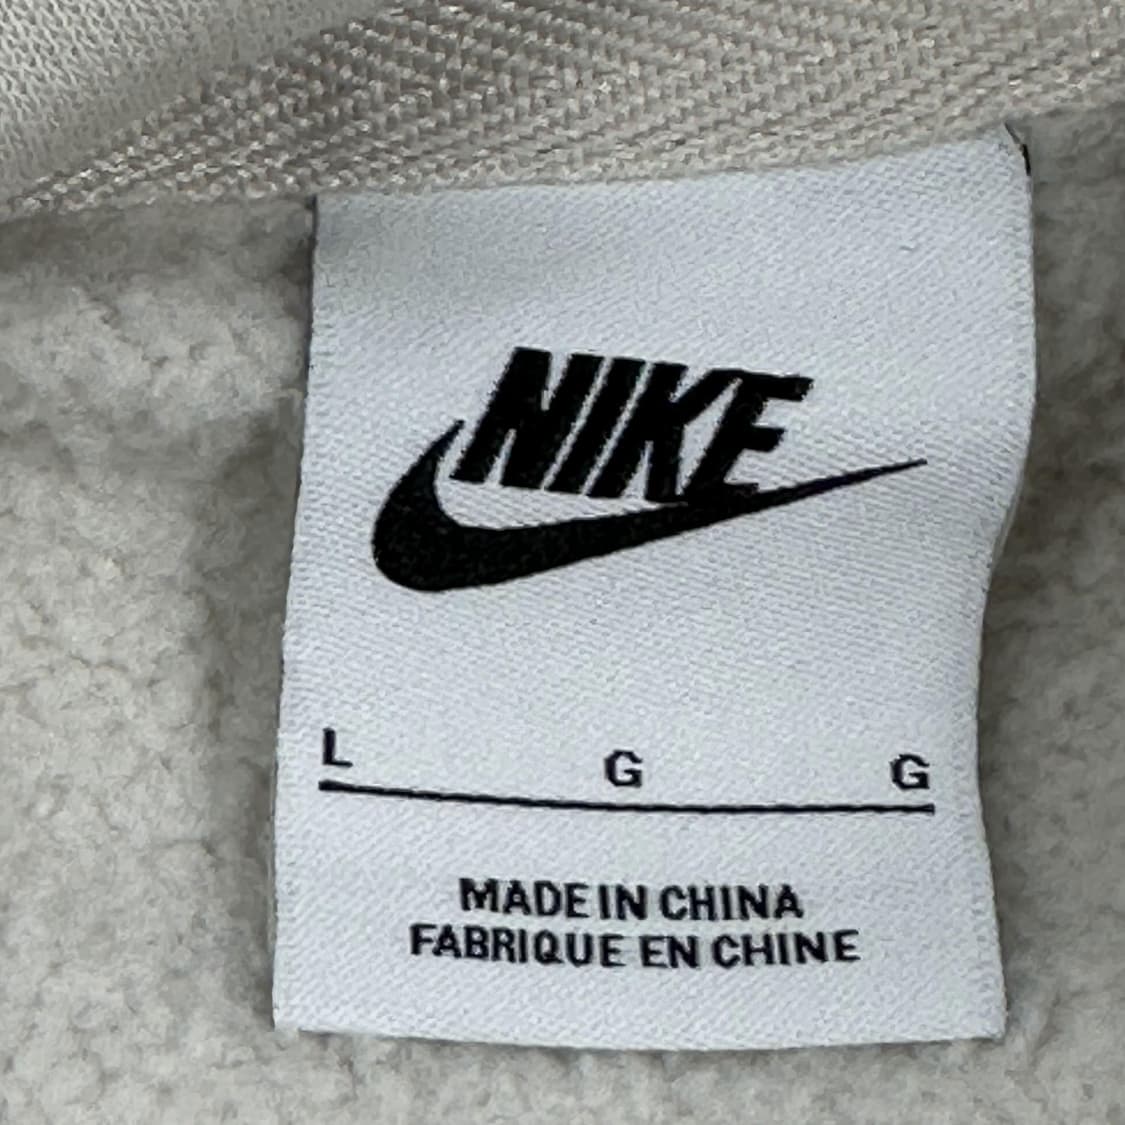 NIKE
L G G
MADE IN CHINA
FABRIQUE EN CHINE